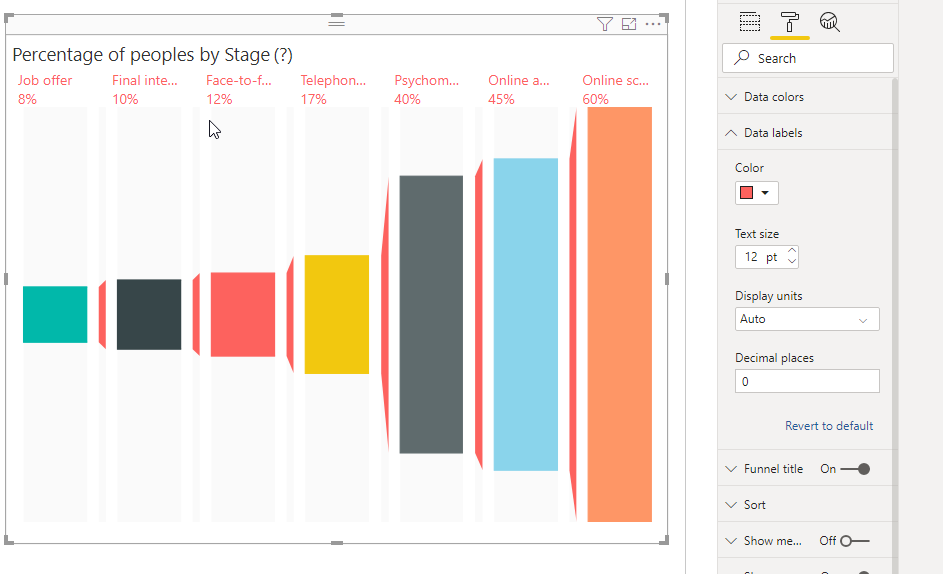 Percentage of peoples by Stage (?)
Job offer Final inte... Face-to-f... Telephon... Psychom... Online a... Online sc...
8% 10% 12% 17% 40% 45% 60%
Search
Data colors
Data labels
Color
Text size
12 pt
Display units
Auto
Decimal places
0
Revert to default
Funnel title On
Sort
Show me... Off